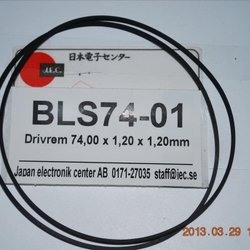 日本電子センター
J.E.C.
BLS74-01
Drivrem 74,00 x 1,20 x 1,20mm
Japan electronik center AB 0171-27035 staff@iec.se
2013.03.29